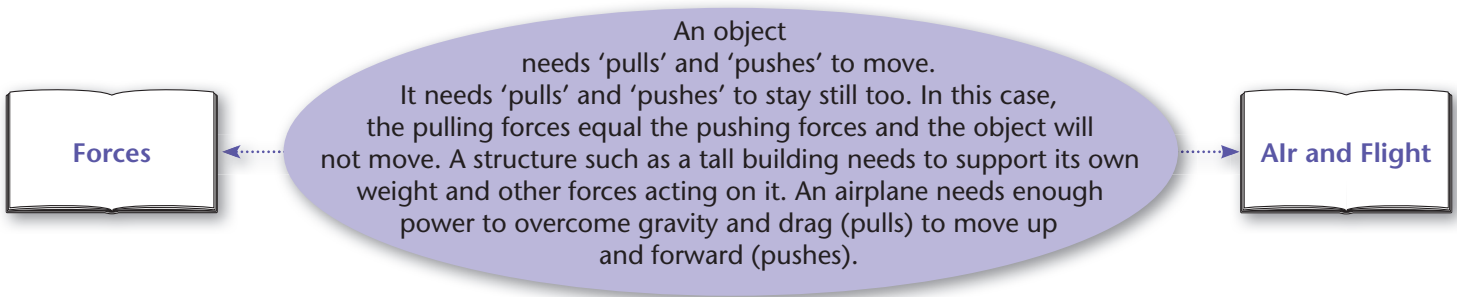 Forces
An object
needs ‘pulls’ and ‘pushes’ to move.
It needs ‘pulls’ and ‘pushes’ to stay still too. In this case,
the pulling forces equal the pushing forces and the object will
not move. A structure such as a tall building needs to support its own
weight and other forces acting on it. An airplane needs enough
power to overcome gravity and drag (pulls) to move up
and forward (pushes).
AIr and Flight